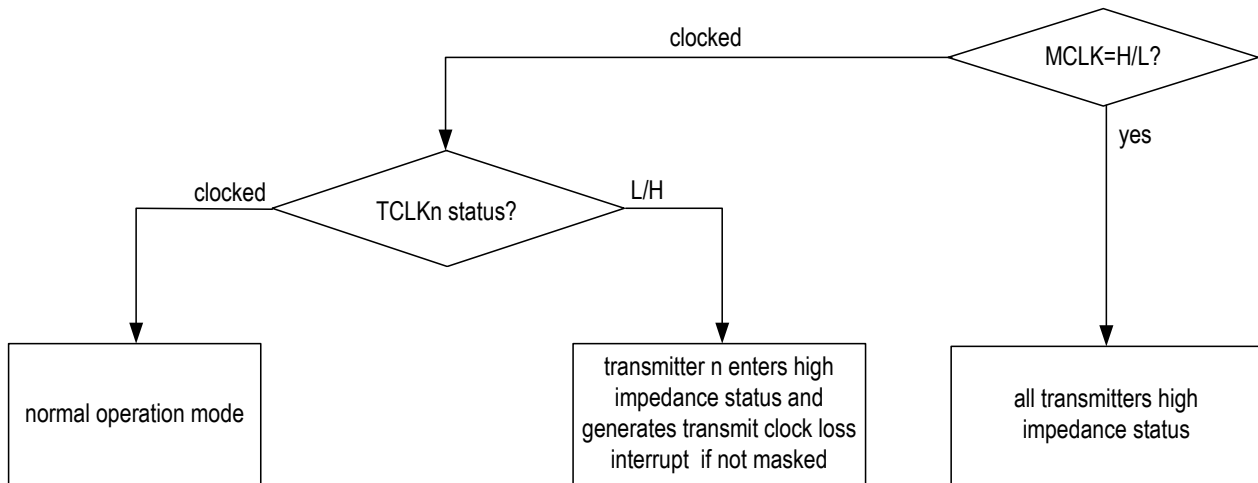 clocked
MCLK=H/L?
yes
clocked
TCLKn status?
L/H
normal operation mode
transmitter n enters high
impedance status and
generates transmit clock loss
interrupt if not masked
all transmitters high
impedance status